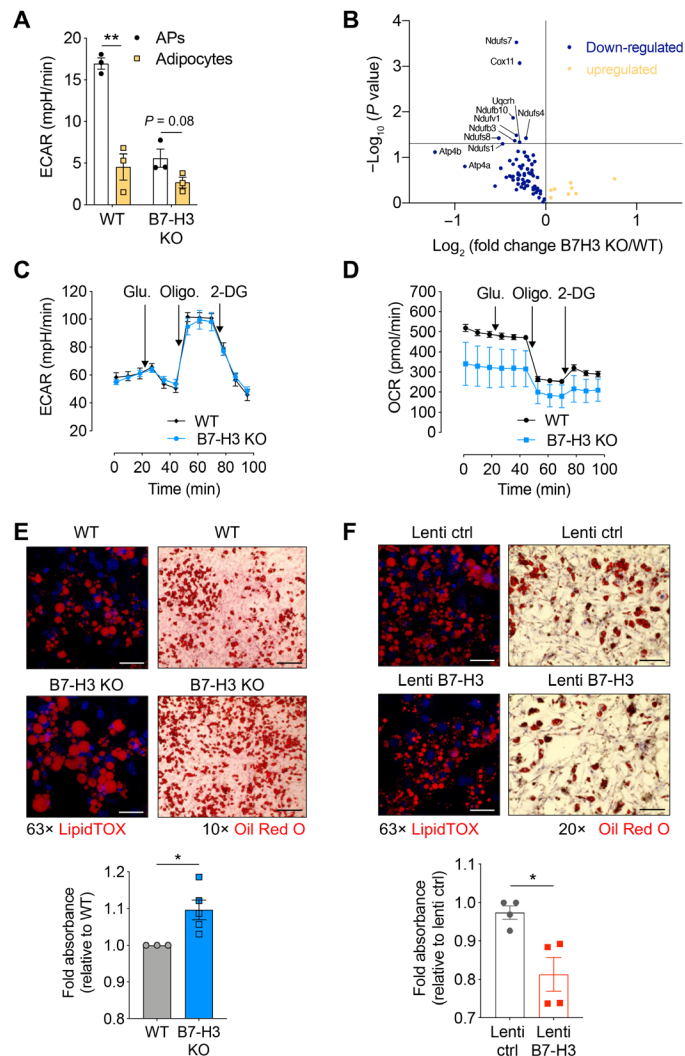 A
ECAR (mpH/min)
20
15
10
5
0
APs
Adipocytes
**
P = 0.08
WT
B7-H3
KO
B
−Log10 (P value)
4
3
2
1
0
Ndufs7
Cox11
Uqcrh
Ndufb10
Ndufv1
Ndufs4
Ndufb3
Ndufs8
Ndufs1
Atp4b
Atp4a
Down-regulated
upregulated
−1
0
1
Log2 (fold change B7H3 KO/WT)
C
ECAR (mpH/min)
120
100
80
60
40
Glu.
Oligo.
2-DG
WT
B7-H3 KO
0
20
40
60
80
100
Time (min)
D
OCR (pmol/min)
600
500
400
300
200
100
0
Glu.
Oligo.
2-DG
WT
B7-H3 KO
0
20
40
60
80
100
Time (min)
E
WT
WT
B7-H3 KO
B7-H3 KO
63× LipidTOX
10× Oil Red O
Fold absorbance
(relative to WT)
1.2
1.1
1.0
0.9
0.8
*
WT
B7-H3
KO
F
Lenti ctrl
Lenti ctrl
Lenti B7-H3
Lenti B7-H3
63× LipidTOX
20× Oil Red O
Fold absorbance
(relative to lenti ctrl)
1.1
1.0
0.9
0.8
0.7
*
Lenti
ctrl
Lenti
B7-H3